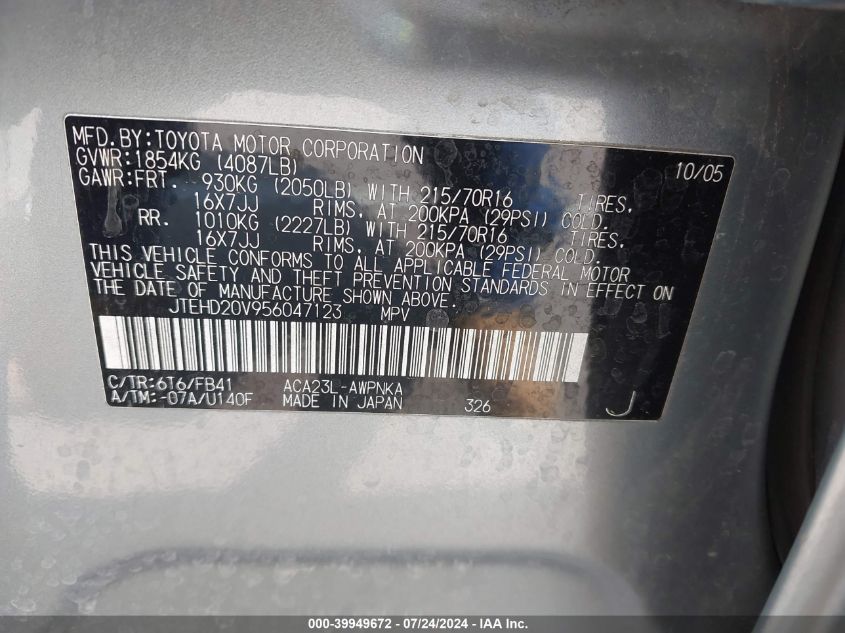 MFD.BY:TOYOTA MOTOR CORPORATION 10/05
GVWR:1854KG (4087LB)
GAWR:FRT. 930KG (2050LB) WITH 215/70R16 TIRES,
16X7JJ RIMS, AT 200KPA (29PSI) COLD.
RR. 1010KG (2227LB) WITH 215/70R16 TIRES,
16X7JJ RIMS, AT 200KPA (29PSI) COLD.
THIS VEHICLE CONFORMS TO ALL APPLICABLE FEDERAL MOTOR
VEHICLE SAFETY AND THEFT PREVENTION STANDARDS IN EFFECT ON
THE DATE OF MANUFACTURE SHOWN ABOVE.
JTEHD20V956047123 MPV
C/TR:6T6/FB41 ACA23L-AWPNKA
A/TM:-07A/U140F MADE IN JAPAN 326 J
000-39949672 - 07/24/2024 - IAA Inc.